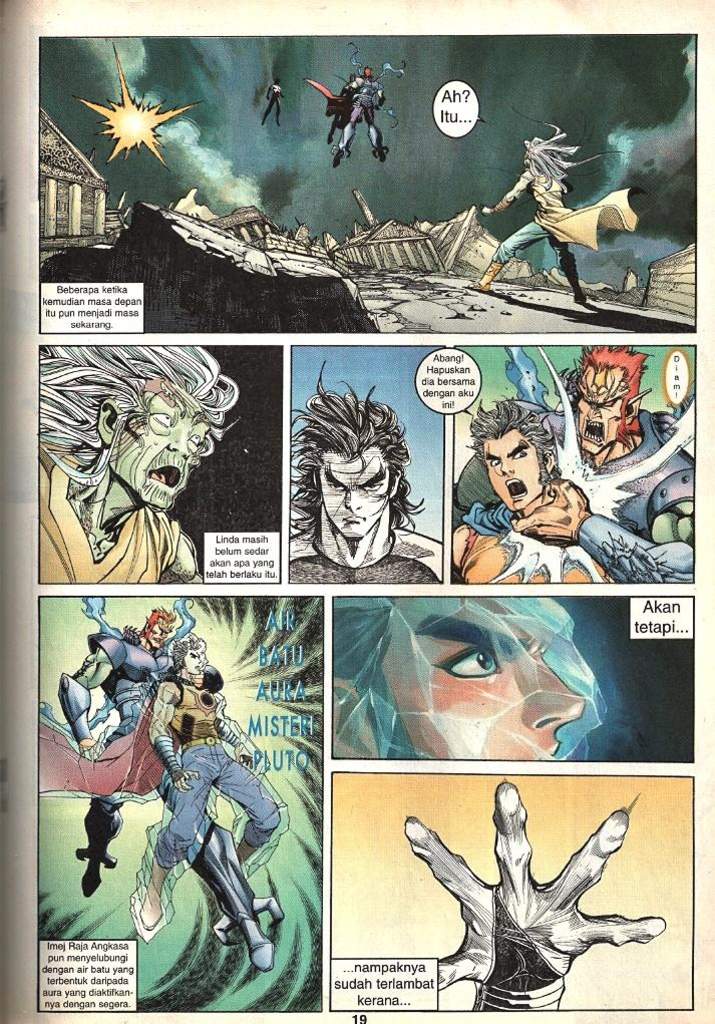 Ah?
Itu...
Beberapa ketika
kemudian masa depan
itu pun menjadi masa
sekarang.
Linda masih
belum sedar
akan apa yang
telah berlaku itu.
Abang!
Hapuskan
dia bersama
dengan aku
ini!
Diam!
AIR
BATU
AURA
MISTERI
PLUTO
Imej Raja Angkasa
pun menyelubungi
dengan air batu yang
terbentuk daripada
aura yang diaktifkan-
nya dengan segera.
Akan
tetapi...
...nampaknya
sudah terlambat
kerana...
19